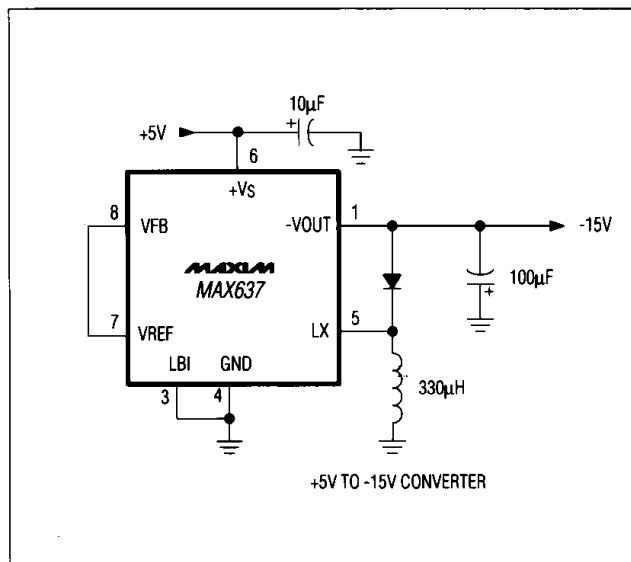 10µF
+
+5V
6
+VS
8
VFB
-VOUT
1
-15V
MAXIM
MAX637
100µF
+
7
VREF
LX
5
LBI
GND
3
4
330µH
+5V TO -15V CONVERTER